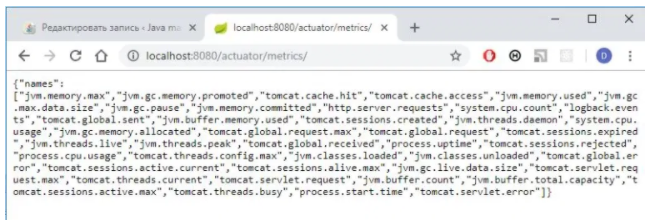 Редактировать запись ‹ Java ma
localhost:8080/actuator/metrics/
localhost:8080/actuator/metrics/
D
{"names":
["jvm.memory.max","jvm.gc.memory.promoted","tomcat.cache.hit","tomcat.cache.access","jvm.memory.used","jvm.gc
.max.data.size","jvm.gc.pause","jvm.memory.committed","http.server.requests","system.cpu.count","logback.even
ts","tomcat.global.sent","jvm.buffer.memory.used","tomcat.sessions.created","jvm.threads.daemon","system.cpu.
usage","jvm.gc.memory.allocated","tomcat.global.request.max","tomcat.global.request","tomcat.sessions.expired
","jvm.threads.live","jvm.threads.peak","tomcat.global.received","process.uptime","tomcat.sessions.rejected",
"process.cpu.usage","tomcat.threads.config.max","jvm.classes.loaded","jvm.classes.unloaded","tomcat.global.er
ror","tomcat.sessions.active.current","tomcat.sessions.alive.max","jvm.gc.live.data.size","tomcat.servlet.req
uest.max","tomcat.threads.current","tomcat.servlet.request","jvm.buffer.count","jvm.buffer.total.capacity","t
omcat.sessions.active.max","tomcat.threads.busy","process.start.time","tomcat.servlet.error"]}